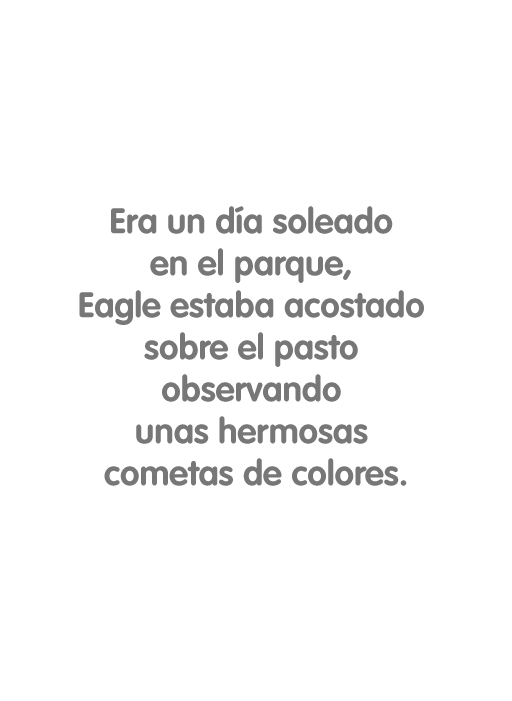 Era un día soleado
en el parque,
Eagle estaba acostado
sobre el pasto
observando
unas hermosas
cometas de colores.